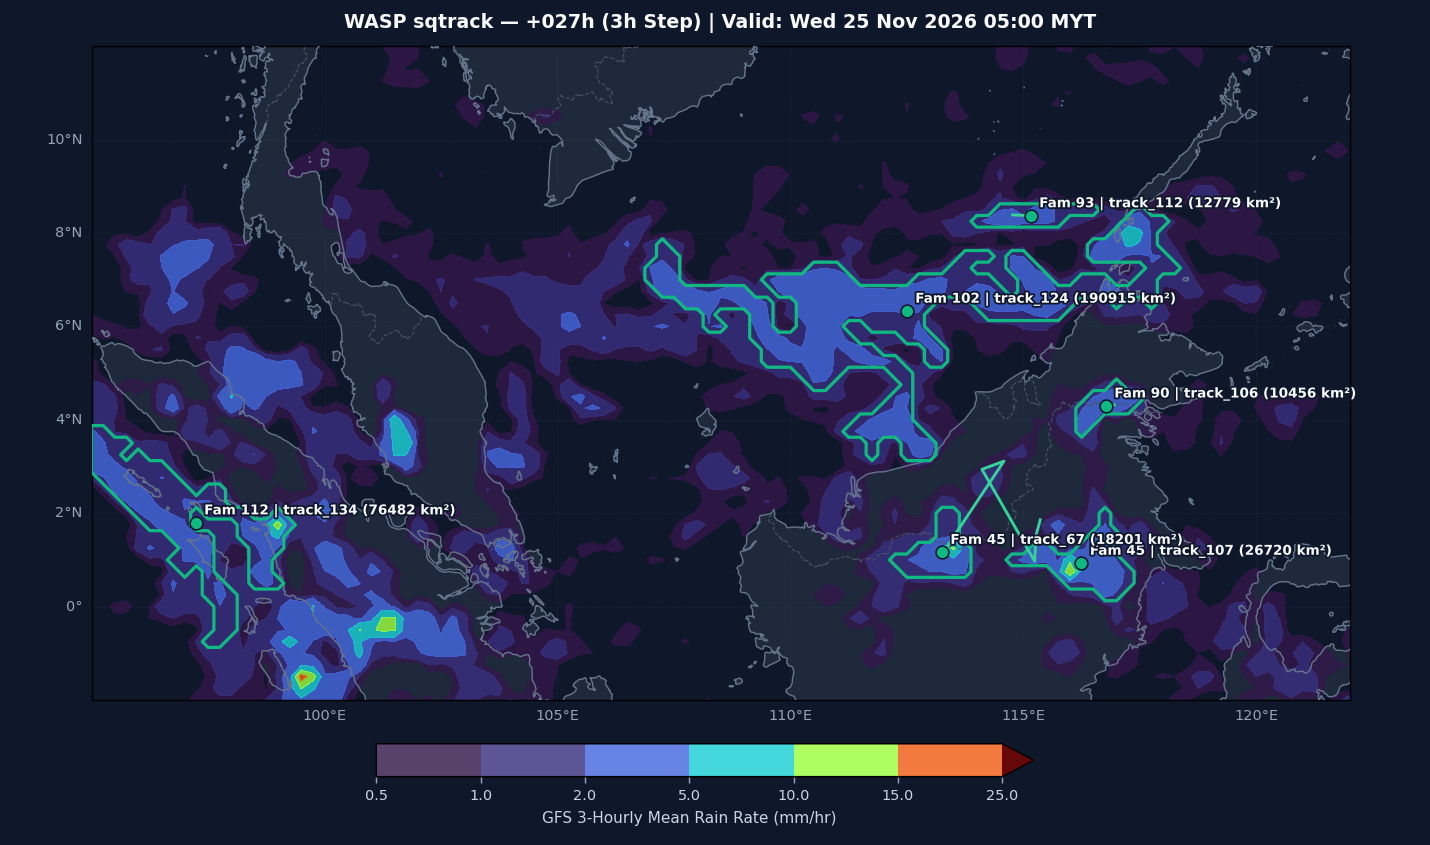 WASP sqtrack — +027h (3h Step) | Valid: Wed 25 Nov 2026 05:00 MYT
10°N
8°N
6°N
4°N
2°N
0°
Fam 93 | track_112 (12779 km²)
Fam 102 | track_124 (190915 km²)
Fam 90 | track_106 (10456 km²)
Fam 112 | track_134 (76482 km²)
Fam 45 | track_67 (18201 km²)
Fam 45 | track_107 (26720 km²)
100°E 105°E 110°E 115°E 120°E
0.5 1.0 2.0 5.0 10.0 15.0 25.0
GFS 3-Hourly Mean Rain Rate (mm/hr)